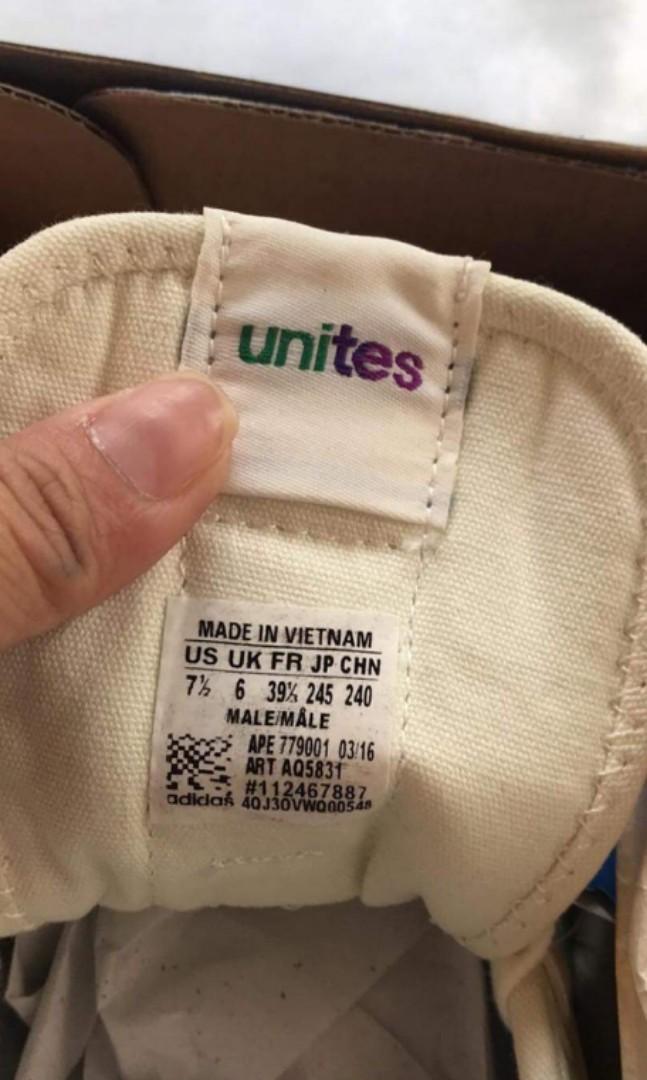 unites
MADE IN VIETNAM
US UK FR JP CHN
7½ 6 39⅓ 245 240
MALE/MÂLE
APE 779001 03/16
ART AQ5831
#112467887
adidas 4QJ3OVWQ00548